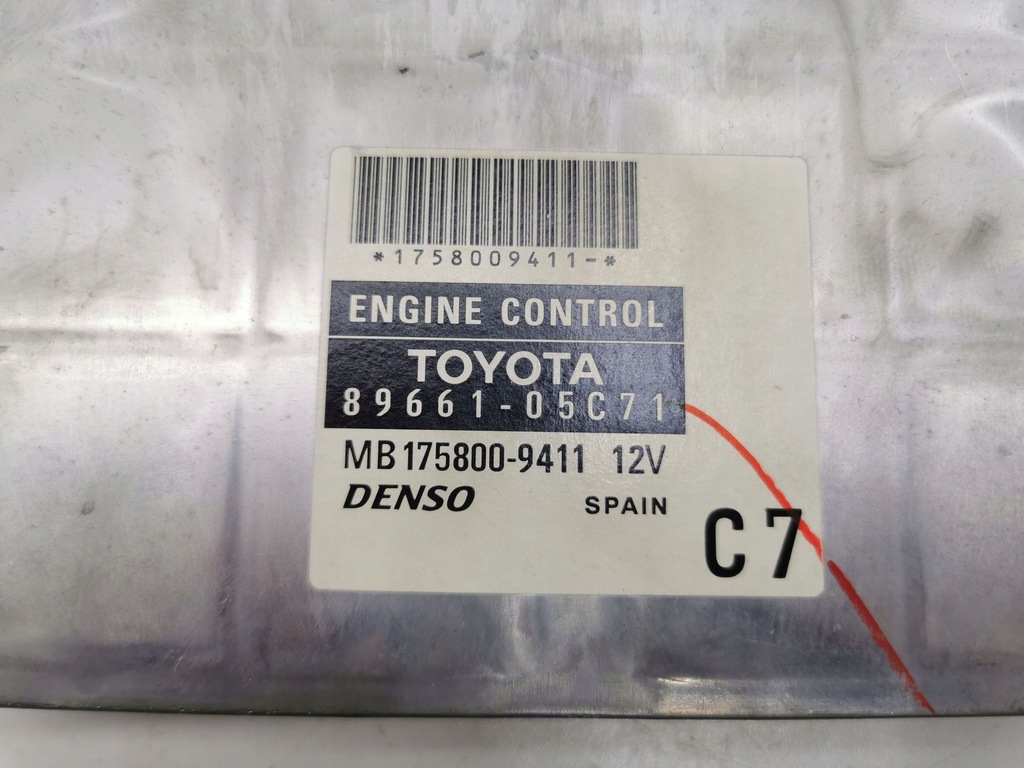 *1758009411-*
ENGINE CONTROL
TOYOTA
89661-05C71
MB175800-9411 12V
DENSO SPAIN
C7